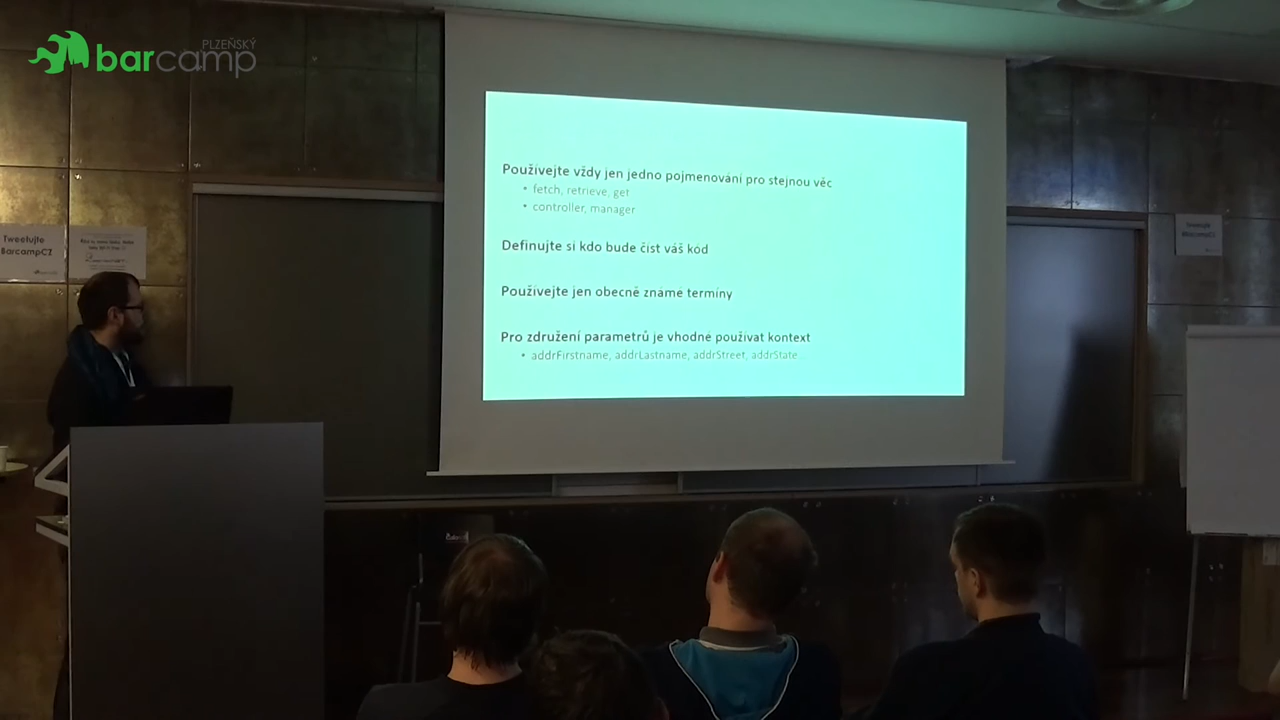 PLZEŇSKÝ
barcamp
Používejte vždy jen jedno pojmenování pro stejnou věc
• fetch, retrieve, get
• controller, manager
Definujte si kdo bude číst váš kód
Používejte jen obecně známé termíny
Pro združení parametrů je vhodné používat kontext
• addrFirstname, addrLastname, addrStreet, addrState...
Tweetujte
BarcampCZ
Tweetujte
BarcampCZ